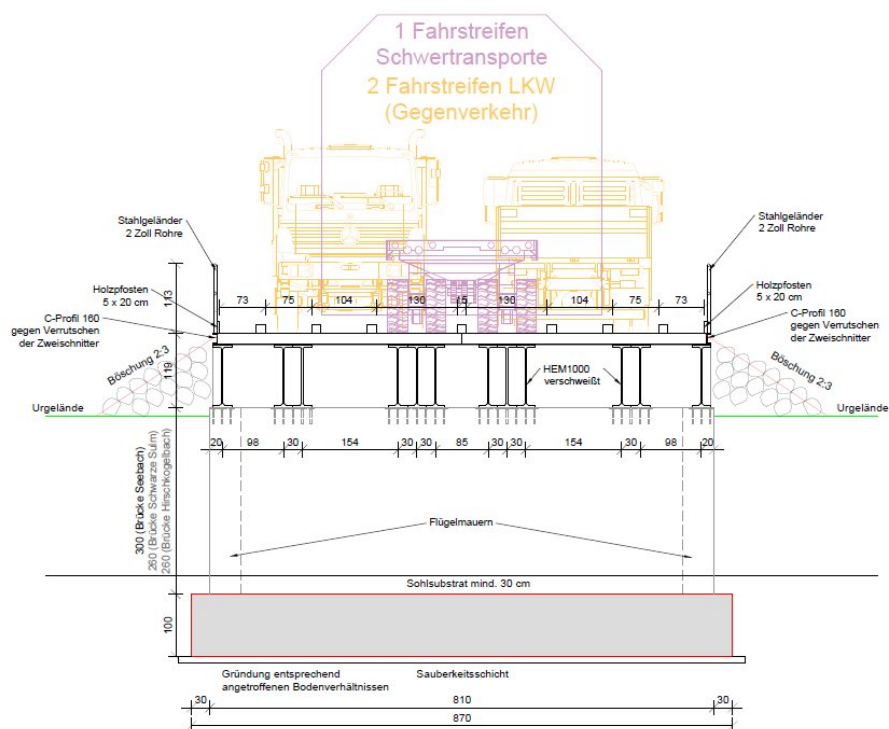 1 Fahrstreifen
Schwertransporte
2 Fahrstreifen LKW
(Gegenverkehr)
Stahlgeländer
2 Zoll Rohre
Stahlgeländer
2 Zoll Rohre
Holzpfosten
5 x 20 cm
Holzpfosten
5 x 20 cm
C-Profil 160
gegen Verrutschen
der Zweischnitter
C-Profil 160
gegen Verrutschen
der Zweischnitter
113
73 75 104 130 15 130 104 75 73
Böschung 2:3
119
HEM1000
verschweißt
Böschung 2:3
Urgelände
Urgelände
20 98 30 154 30 30 85 30 30 154 30 98 20
300 (Brücke Seebach)
260 (Brücke Schwarze Sulm)
260 (Brücke Hirschkogelbach)
Flügelmauern
Sohlsubstrat mind. 30 cm
100
Gründung entsprechend
angetroffenen Bodenverhältnissen
Sauberkeitsschicht
30 810 30
870